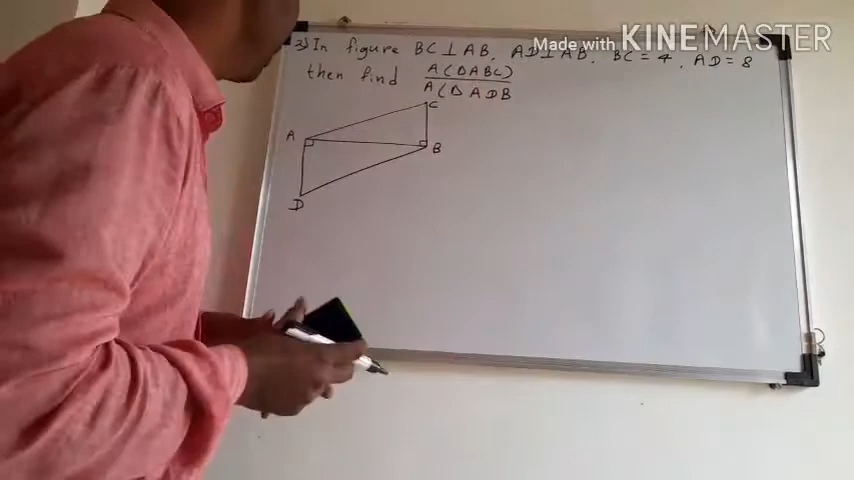 3) In figure BC ⊥ AB, AD ⊥ AB, BC = 4, AD = 8
then find A(△ABC)
A(△ADB
C
A
B
D
Made with KINEMASTER